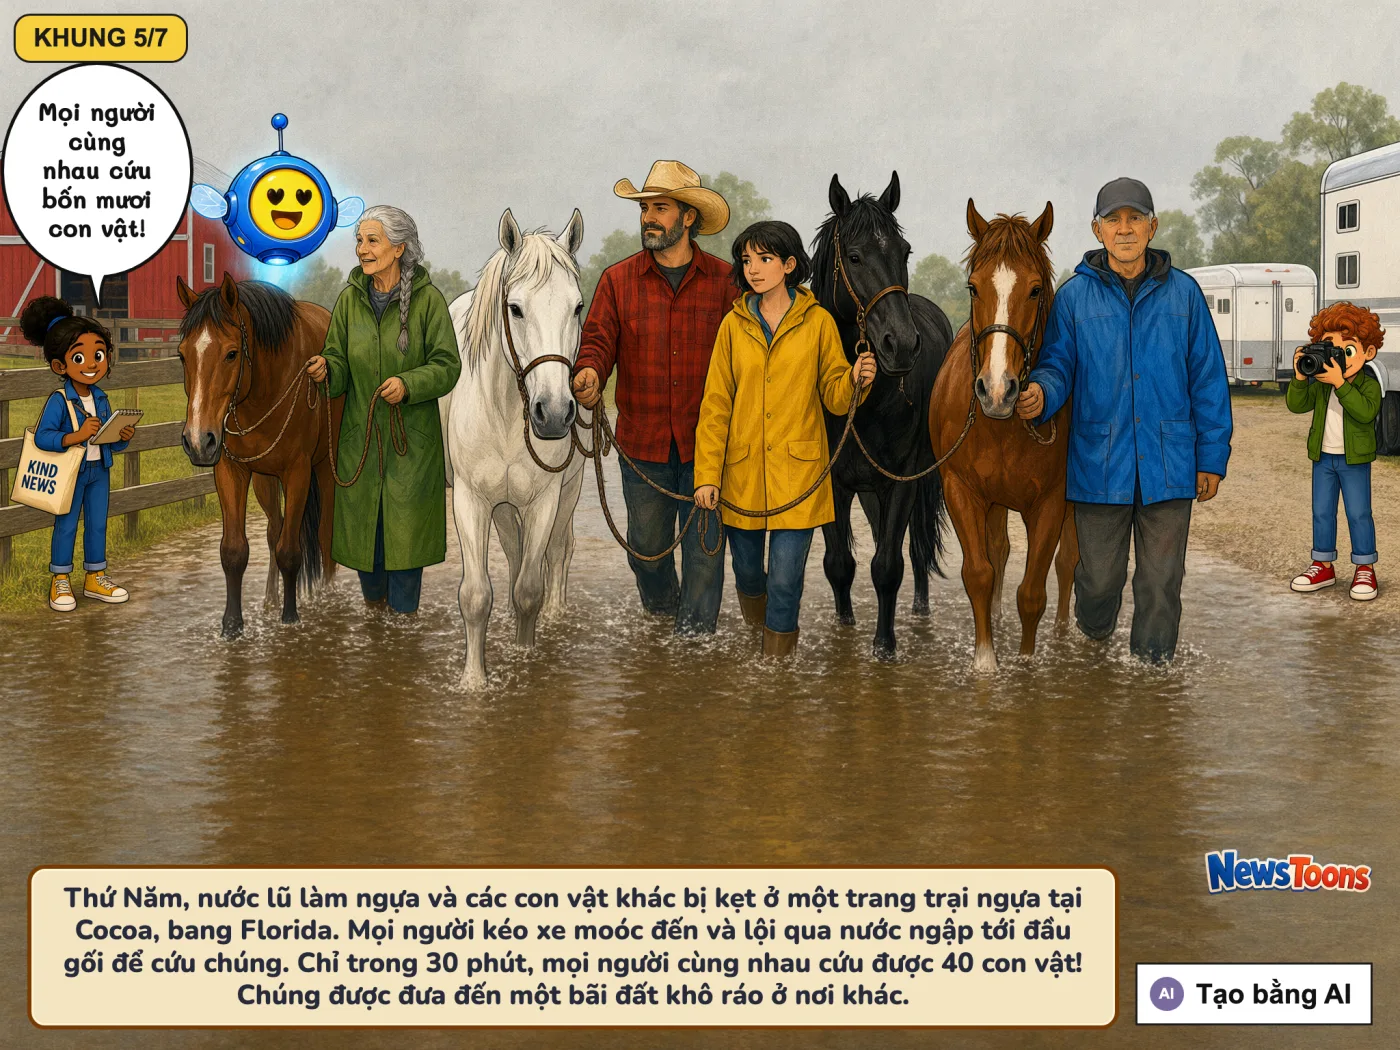 KHUNG 5/7
Mọi người
cùng
nhau cứu
bốn mươi
con vật!
KIND
NEWS
Thứ Năm, nước lũ làm ngựa và các con vật khác bị kẹt ở một trang trại ngựa tại
Cocoa, bang Florida. Mọi người kéo xe moóc đến và lội qua nước ngập tới đầu
gối để cứu chúng. Chỉ trong 30 phút, mọi người cùng nhau cứu được 40 con vật!
Chúng được đưa đến một bãi đất khô ráo ở nơi khác.
NewsToons
AI Tạo bằng AI